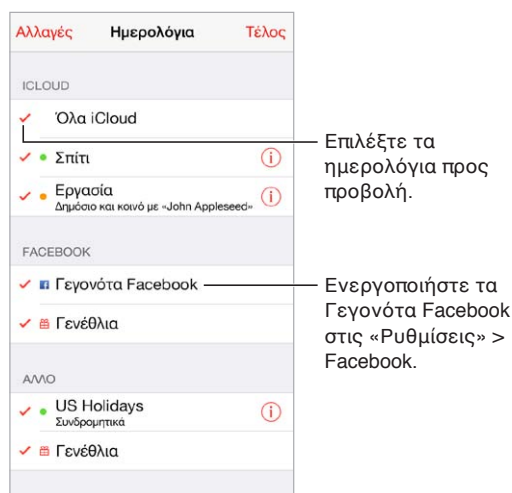 Αλλαγές Ημερολόγια Τέλος
ICLOUD
Όλα iCloud
Σπίτι
Εργασία
Δημόσιο και κοινό με «John Appleseed»
Επιλέξτε τα
ημερολόγια προς
προβολή.
FACEBOOK
Γεγονότα Facebook
Γενέθλια
Ενεργοποιήστε τα
Γεγονότα Facebook
στις «Ρυθμίσεις» >
Facebook.
ΑΛΛΟ
US Holidays
Συνδρομητικά
Γενέθλια